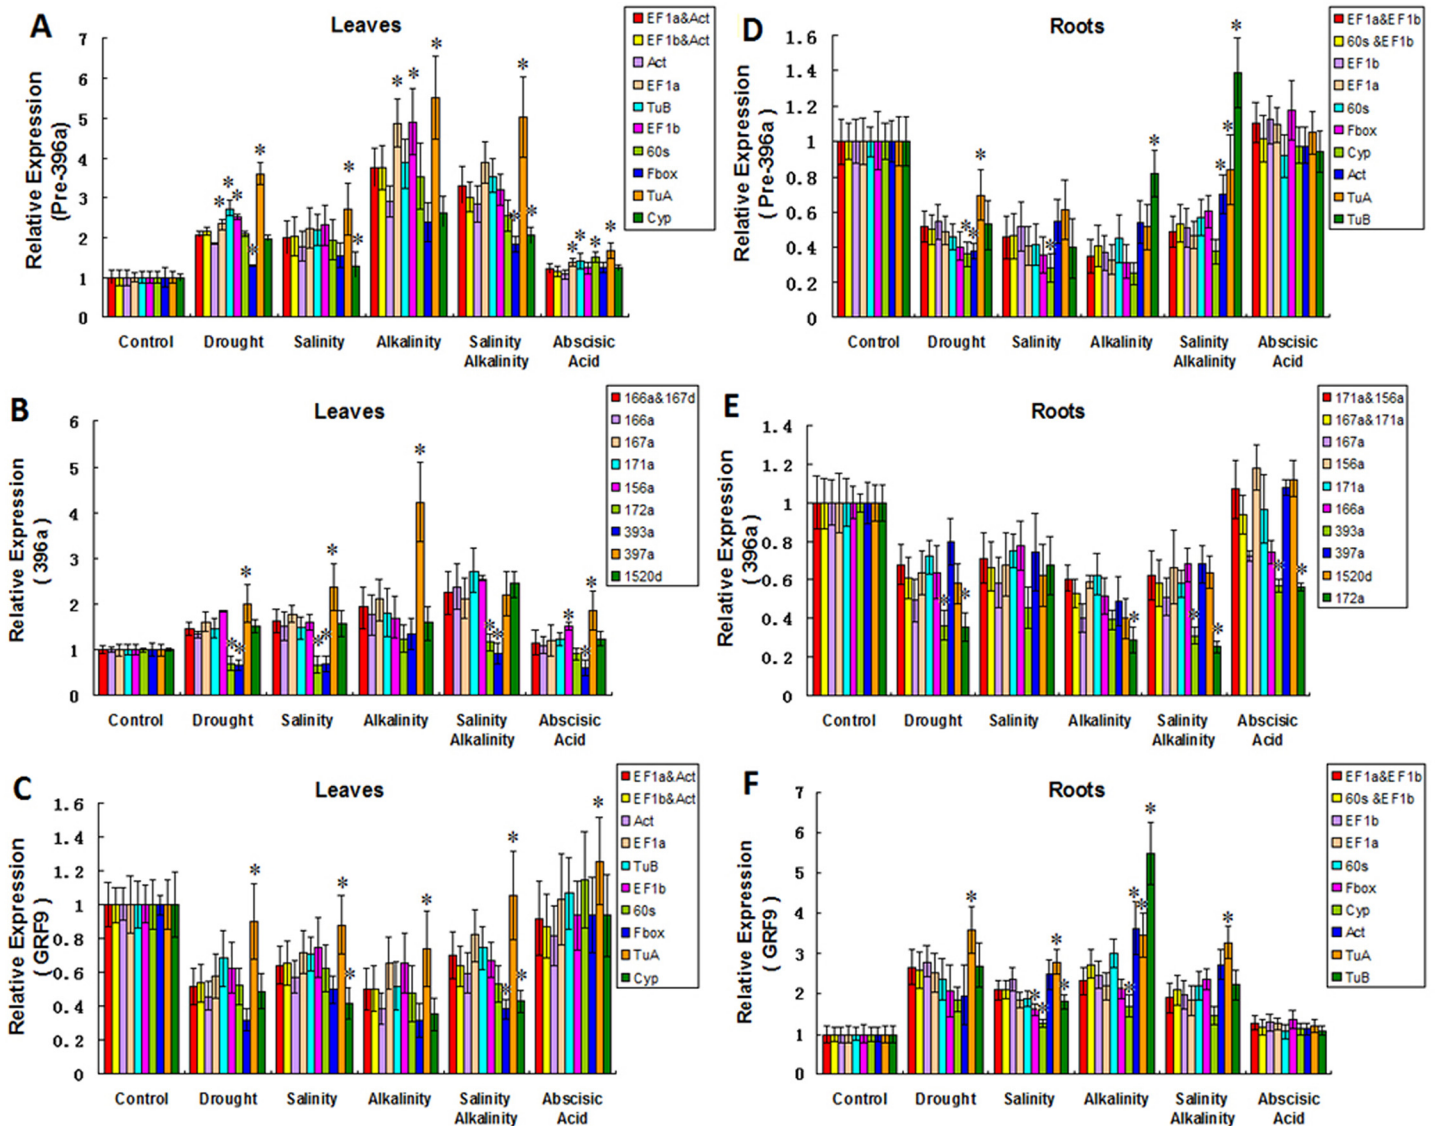 A
Leaves
Relative Expression
(Pre-396a)
7
6
5
4
3
2
1
0
Control
Drought
Salinity
Alkalinity
Salinity
Alkalinity
Abscisic
Acid
EF1a&Act
EF1b&Act
Act
EF1a
TuB
EF1b
60s
Fbox
TuA
Cyp
D
Roots
Relative Expression
( Pre-396a)
1.6
1.4
1.2
1
0.8
0.6
0.4
0.2
0
Control
Drought
Salinity
Alkalinity
Salinity
Alkalinity
Abscisic
Acid
EF1a&EF1b
60s &EF1b
EF1b
EF1a
60s
Fbox
Cyp
Act
TuA
TuB
B
Leaves
Relative Expression
( 396a)
6
5
4
3
2
1
0
Control
Drought
Salinity
Alkalinity
Salinity
Alkalinity
Abscisic
Acid
166a&167d
166a
167a
171a
156a
172a
393a
397a
1520d
E
Roots
Relative Expression
( 396a)
1.4
1.2
1
0.8
0.6
0.4
0.2
0
Control
Drought
Salinity
Alkalinity
Salinity
Alkalinity
Abscisic
Acid
171a&156a
167a&171a
167a
156a
171a
166a
393a
397a
1520d
172a
C
Leaves
Relative Expression
( GRF9 )
1.6
1.4
1.2
1
0.8
0.6
0.4
0.2
0
Control
Drought
Salinity
Alkalinity
Salinity
Alkalinity
Abscisic
Acid
EF1a&Act
EF1b&Act
Act
EF1a
TuB
EF1b
60s
Fbox
TuA
Cyp
F
Roots
Relative Expression
( GRF9 )
7
6
5
4
3
2
1
0
Control
Drought
Salinity
Alkalinity
Salinity
Alkalinity
Abscisic
Acid
EF1a&EF1b
60s &EF1b
EF1b
EF1a
60s
Fbox
Cyp
Act
TuA
TuB